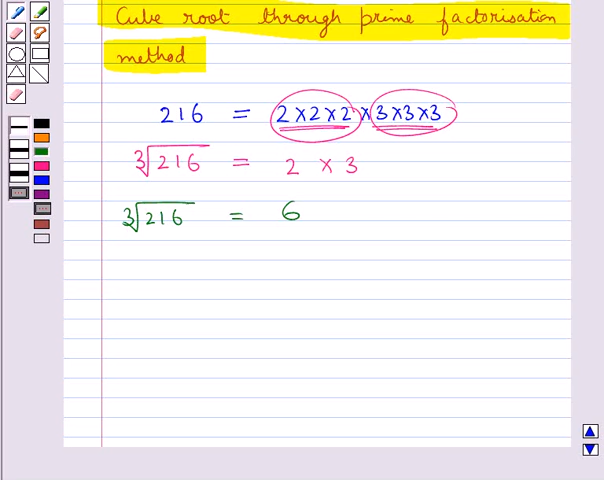 Cube root through prime factorisation
method
216 = 2 × 2 × 2 × 3 × 3 × 3
∛216 = 2 × 3
∛216 = 6